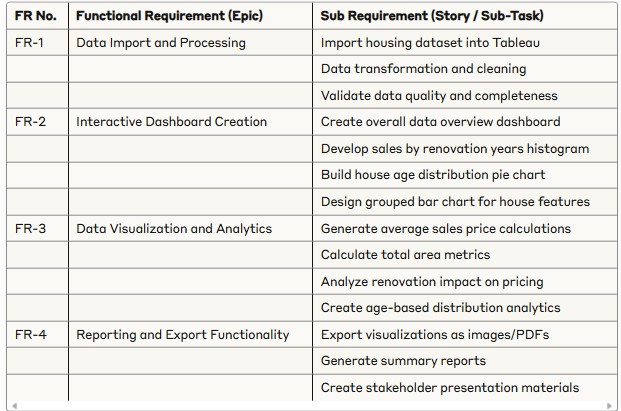 FR No. Functional Requirement (Epic) Sub Requirement (Story / Sub-Task)
FR-1 Data Import and Processing Import housing dataset into Tableau
Data transformation and cleaning
Validate data quality and completeness
FR-2 Interactive Dashboard Creation Create overall data overview dashboard
Develop sales by renovation years histogram
Build house age distribution pie chart
Design grouped bar chart for house features
FR-3 Data Visualization and Analytics Generate average sales price calculations
Calculate total area metrics
Analyze renovation impact on pricing
Create age-based distribution analytics
FR-4 Reporting and Export Functionality Export visualizations as images/PDFs
Generate summary reports
Create stakeholder presentation materials